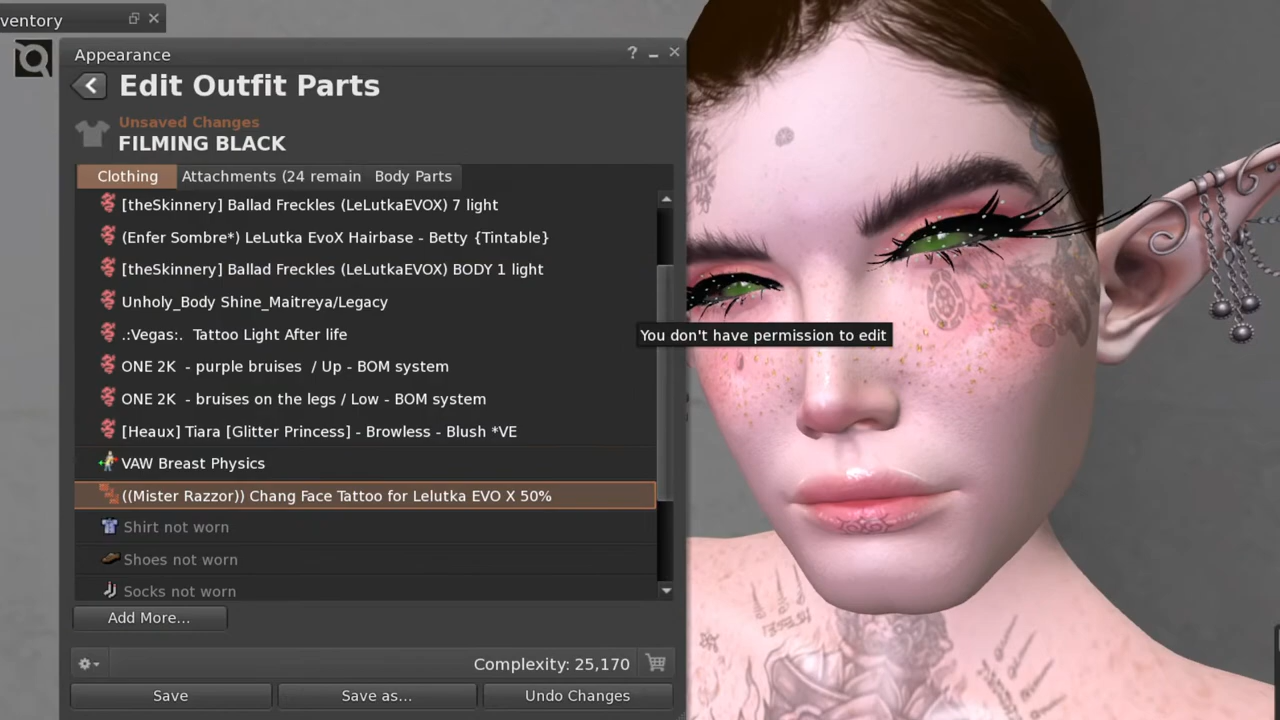 ventory
Appearance
?
Edit Outfit Parts
Unsaved Changes
FILMING BLACK
Clothing
Attachments (24 remain
Body Parts
[theSkinnery] Ballad Freckles (LeLutkaEVOX) 7 light
(Enfer Sombre*) LeLutka EvoX Hairbase - Betty {Tintable}
[theSkinnery] Ballad Freckles (LeLutkaEVOX) BODY 1 light
Unholy_Body Shine_Maitreya/Legacy
.:Vegas:.  Tattoo Light After life
You don't have permission to edit
ONE 2K  - purple bruises  / Up - BOM system
ONE 2K  - bruises on the legs / Low - BOM system
[Heaux] Tiara [Glitter Princess] - Browless - Blush *VE
VAW Breast Physics
((Mister Razzor)) Chang Face Tattoo for Lelutka EVO X 50%
Shirt not worn
Shoes not worn
Socks not worn
Add More...
Complexity: 25,170
Save
Save as...
Undo Changes